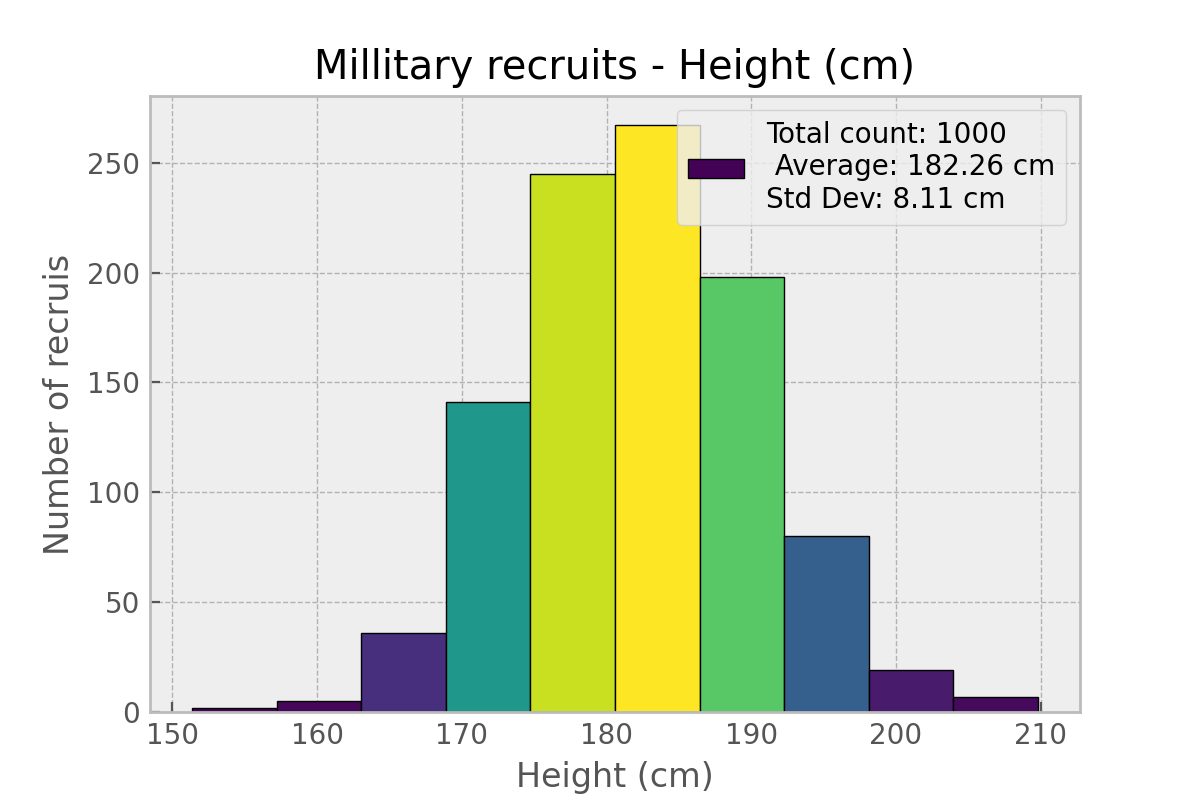 Millitary recruits - Height (cm)
Total count: 1000
Average: 182.26 cm
Std Dev: 8.11 cm
Number of recruis
250
200
150
100
50
0
150 160 170 180 190 200 210
Height (cm)